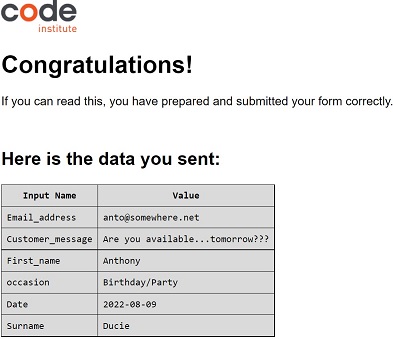 code
institute
Congratulations!
If you can read this, you have prepared and submitted your form correctly.
Here is the data you sent:
Input Name Value
Email_address anto@somewhere.net
Customer_message Are you available...tomorrow???
First_name Anthony
occasion Birthday/Party
Date 2022-08-09
Surname Ducie